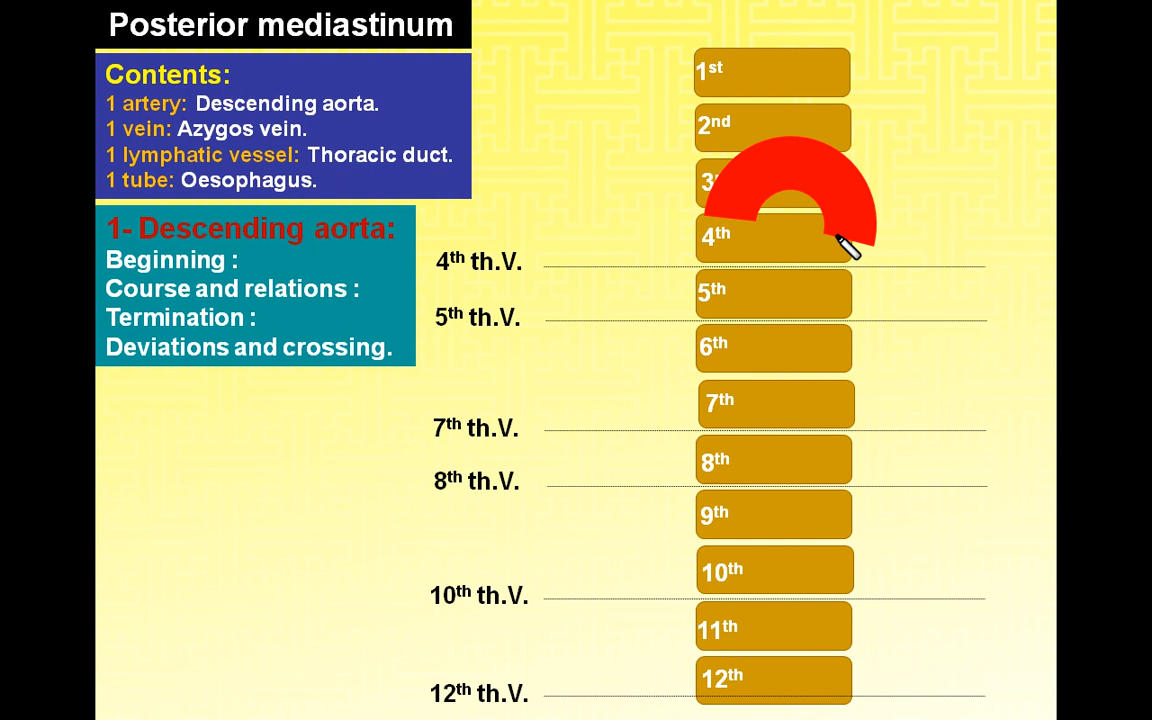 Posterior mediastinum
Contents:
1 artery: Descending aorta.
1 vein: Azygos vein.
1 lymphatic vessel: Thoracic duct.
1 tube: Oesophagus.
1- Descending aorta:
Beginning :
Course and relations :
Termination :
Deviations and crossing.
1st
2nd
3
4th
4th th.V.
5th
5th th.V.
6th
7th
7th th.V.
8th
8th th.V.
9th
10th
10th th.V.
11th
12th
12th th.V.